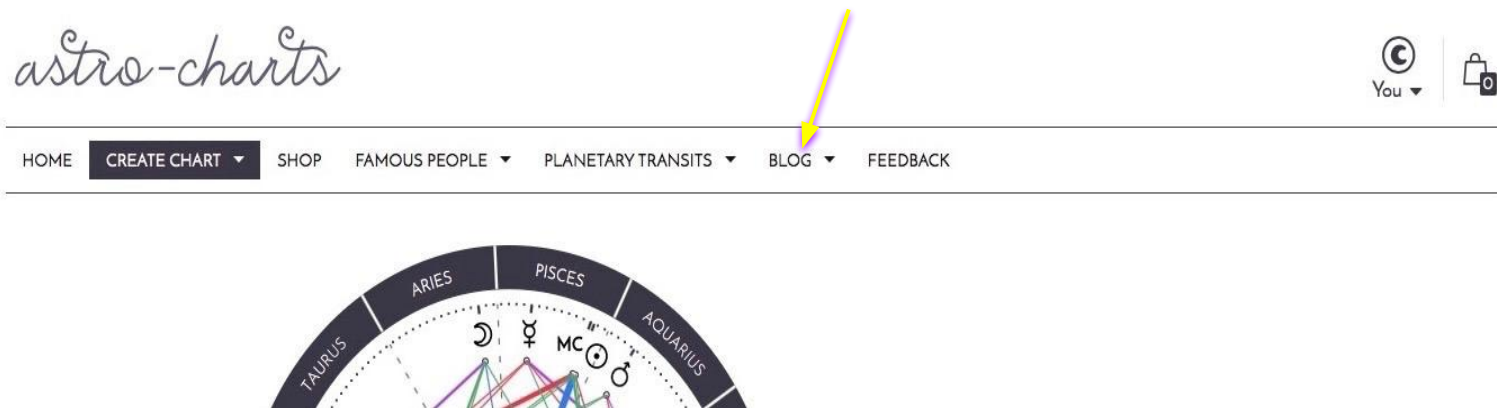 astro-charts
You
0
HOME CREATE CHART SHOP FAMOUS PEOPLE PLANETARY TRANSITS BLOG FEEDBACK
ARIES PISCES
TAURUS AQUARIUS
MC